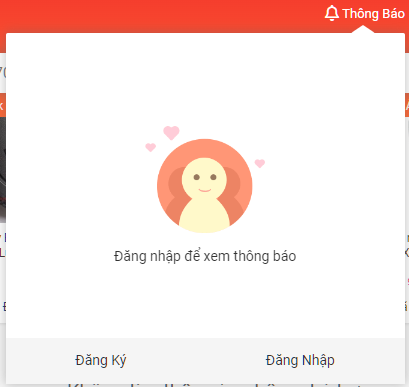 Thông Báo
Đăng nhập để xem thông báo
Đăng Ký
Đăng Nhập